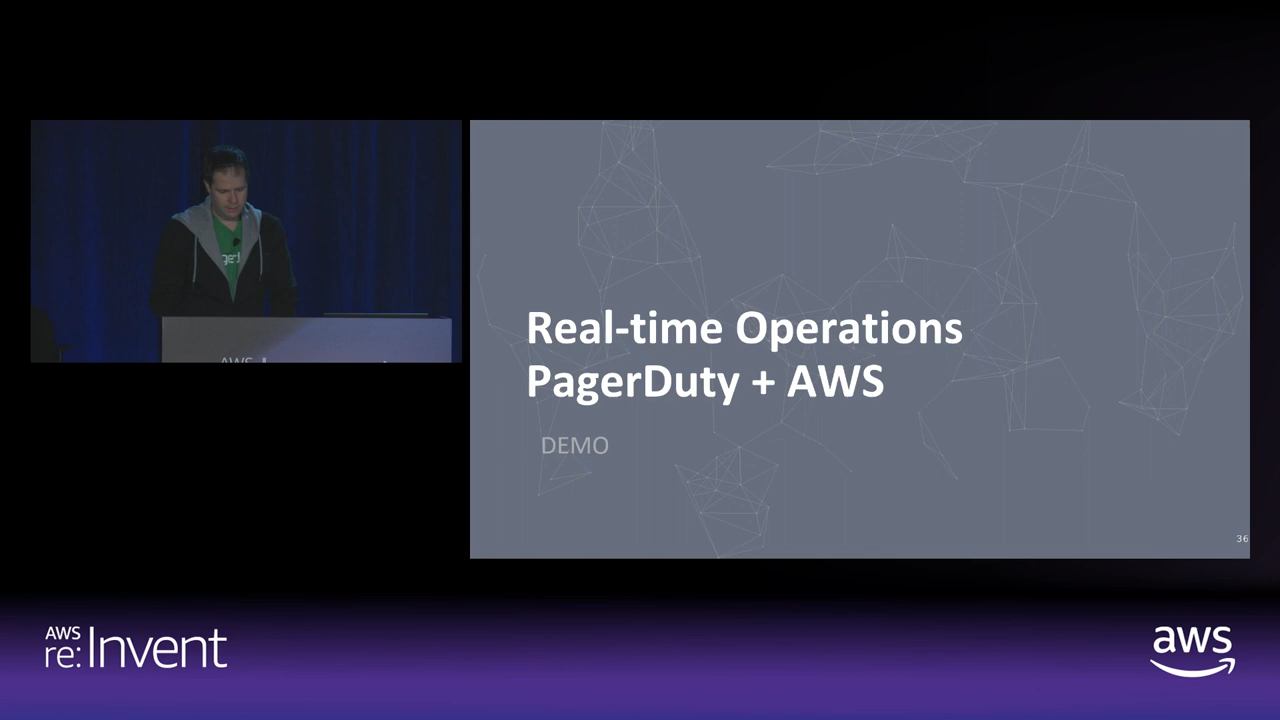 Real-time Operations
PagerDuty + AWS
DEMO
36
AWS
re:Invent
aws